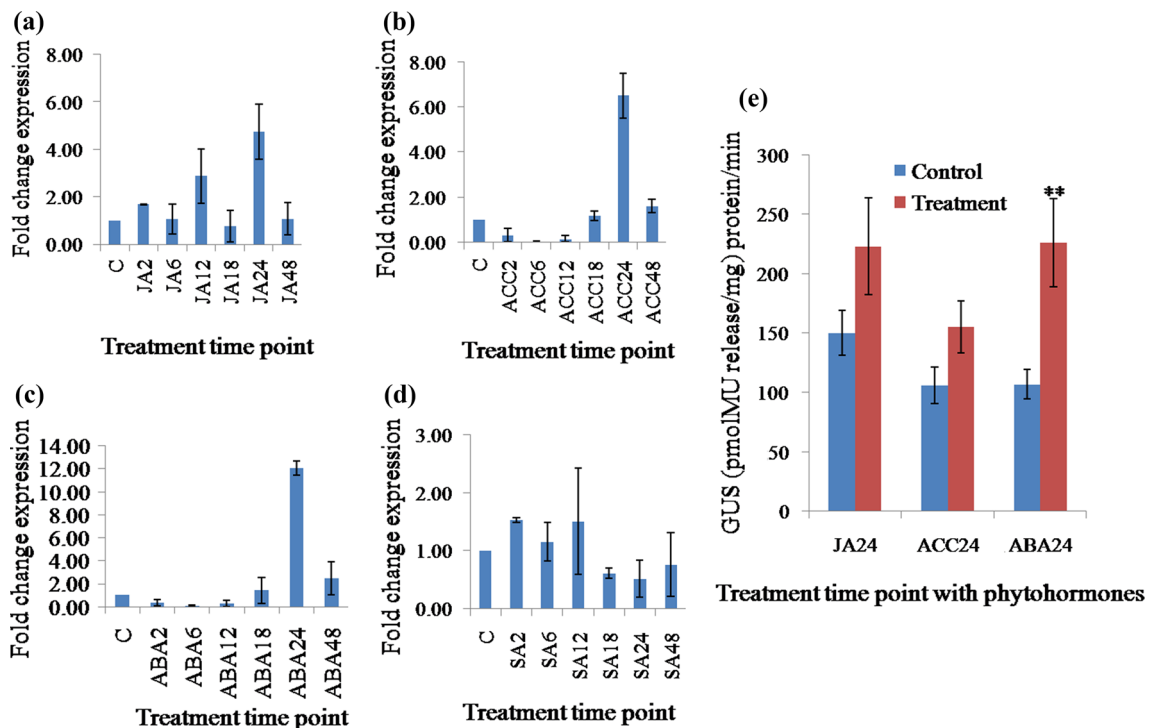 (a)
Fold change expression
8.00
6.00
4.00
2.00
0.00
C JA2 JA6 JA12 JA18 JA24 JA48
Treatment time point
(b)
Fold change expression
8.00
6.00
4.00
2.00
0.00
C ACC2 ACC6 ACC12 ACC18 ACC24 ACC48
Treatment time point
(c)
Fold change expression
14.00
12.00
10.00
8.00
6.00
4.00
2.00
0.00
C ABA2 ABA6 ABA12 ABA18 ABA24 ABA48
Treatment time point
(d)
Fold change expression
3.00
2.00
1.00
0.00
C SA2 SA6 SA12 SA18 SA24 SA48
Treatment time point
(e)
GUS (pmolMU release/mg) protein/min
300
250
200
150
100
50
0
Control
Treatment
**
JA24 ACC24 ABA24
Treatment time point with phytohormones